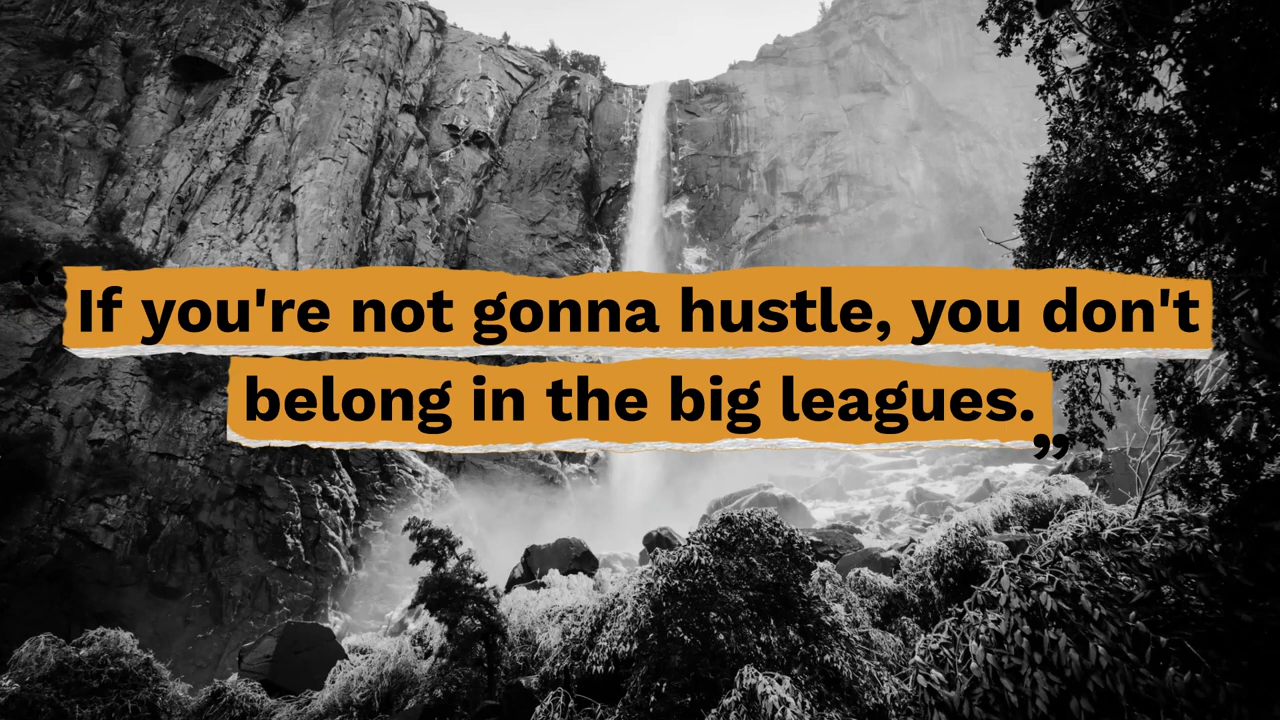 “If you're not gonna hustle, you don't
belong in the big leagues.”